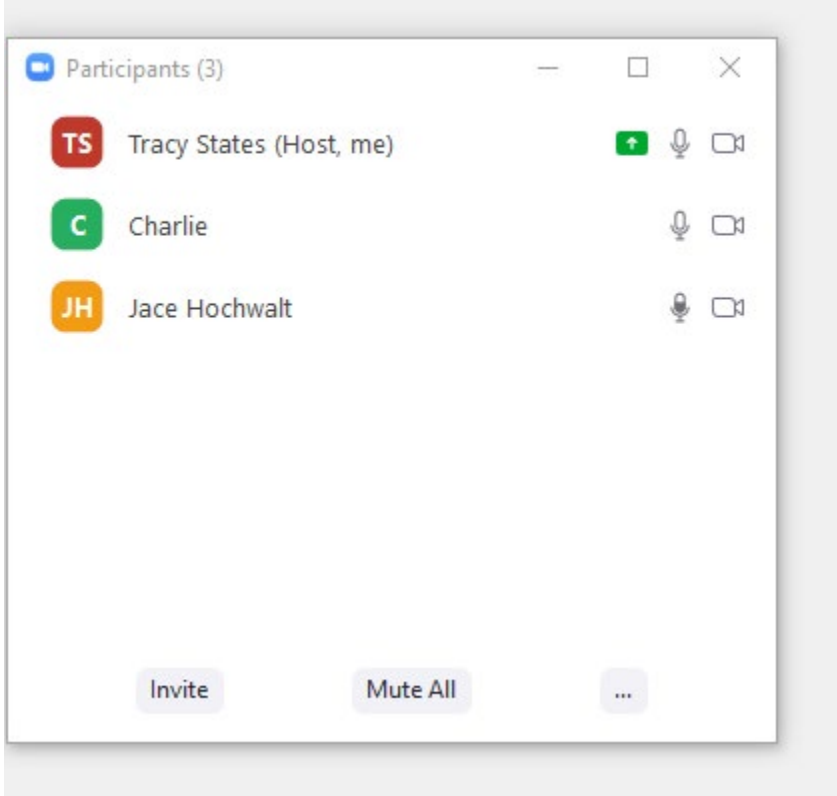 Participants (3)
TS Tracy States (Host, me)
C Charlie
JH Jace Hochwalt
Invite Mute All ...